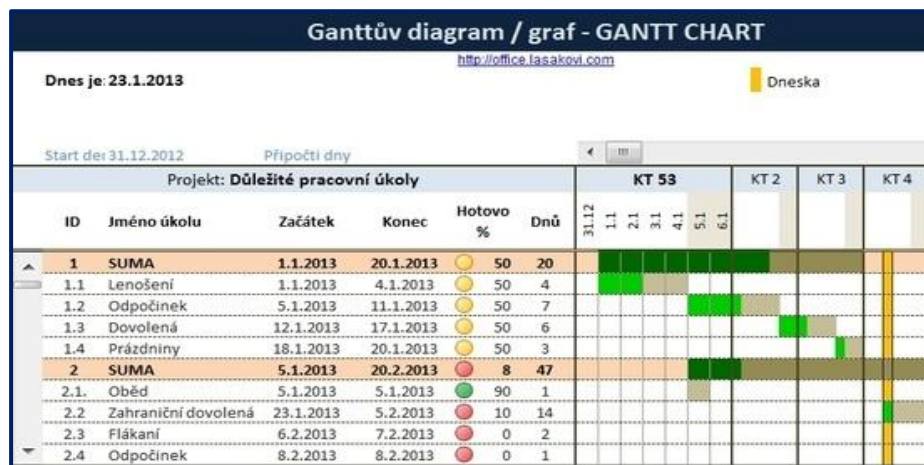 Ganttův diagram / graf - GANTT CHART
http://office.lasakovi.com
Dnes je: 23.1.2013
Dneska
Start der 31.12.2012 Připočti dny
Projekt: Důležité pracovní úkoly KT 53 KT 2 KT 3 KT 4
ID Jméno úkolu Začátek Konec Hotovo % Dnů 31.12 1.1 2.1 3.1 4.1 5.1 6.1
1 SUMA 1.1.2013 20.1.2013 50 20
1.1 Lenošení 1.1.2013 4.1.2013 50 4
1.2 Odpočinek 5.1.2013 11.1.2013 50 7
1.3 Dovolená 12.1.2013 17.1.2013 50 6
1.4 Prázdniny 18.1.2013 20.1.2013 50 3
2 SUMA 5.1.2013 20.2.2013 8 47
2.1. Oběd 5.1.2013 5.1.2013 90 1
2.2 Zahraniční dovolená 23.1.2013 5.2.2013 10 14
2.3 Flákaní 6.2.2013 7.2.2013 0 2
2.4 Odpočinek 8.2.2013 8.2.2013 0 1